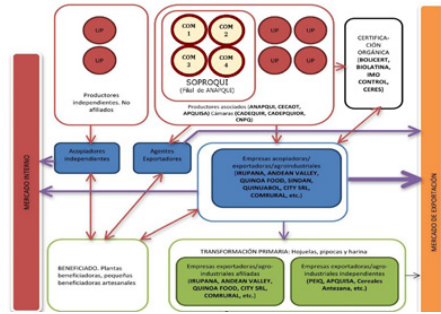 UP
UP
COM
1
COM
2
COM
3
COM
4
SOPROQUI
(Filial de ANAPQUI)
UP
UP
UP
UP
CERTIFICA-
CIÓN
ORGÁNICA
(BOLICERT,
BIOLATINA,
IMO
CONTROL,
CERES)
Productores
independientes. No
afiliados
Productores asociados (ANAPQUI, CECAOT,
APQUISA) Cámaras (CADEQUIR, CADEPQUIOR,
CNPQ)
MERCADO INTERNO
MERCADO DE EXPORTACIÓN
Acopiadores
independientes
Agentes
Exportadores
Empresas acopiadoras/
exportadoras/agroindustriales
(IRUPANA, ANDEAN VALLEY,
QUINOA FOOD, SINDAN,
QUINUABOL, CITY SRL,
COMRURAL, etc.)
BENEFICIADO. Plantas
beneficiadoras, pequeñas
beneficiadoras artesanales
TRANSFORMACIÓN PRIMARIA: Hojuelas, pipocas y harina
Empresas exportadoras/agro-
industriales afiliadas
(IRUPANA, ANDEAN VALLEY,
QUINOA FOOD, CITY SRL,
COMRURAL, etc.)
Empresas exportadoras/agro-
industriales independientes
APQUISA, Cereales
Antezana, etc.)